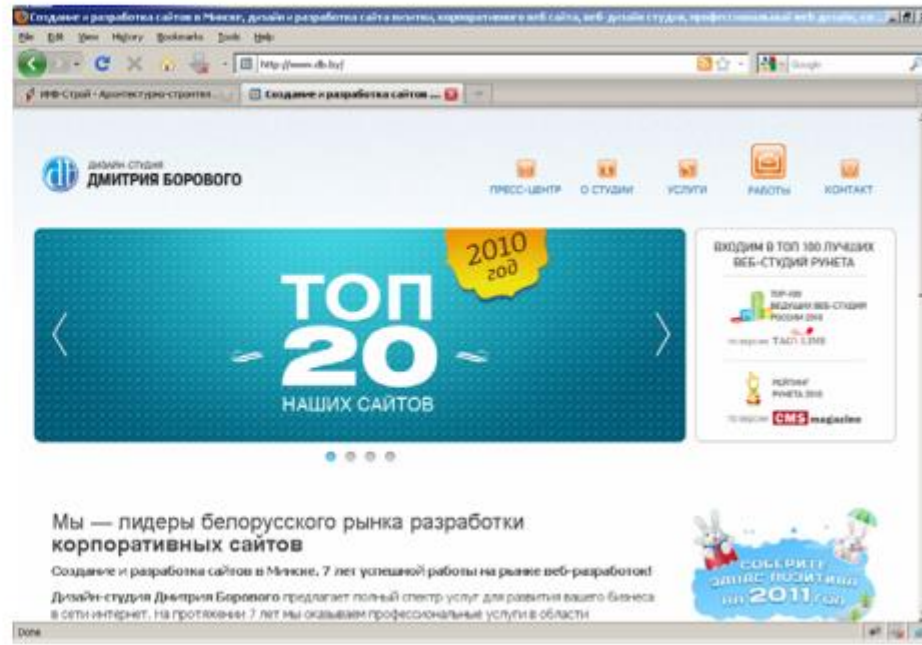 Создание и разработка сайтов в Минске, дизайн и разработка сайта визитки, корпоративного веб сайта, веб-дизайн студия, профессиональный веб дизайн,
File Edit View History Bookmarks Tools Help
http://www.db.by/
Google
Создание и разработка сайтов ...
ДИЗАЙН-СТУДИЯ
ДМИТРИЯ БОРОВОГО
ПРЕСС-ЦЕНТР О СТУДИИ УСЛУГИ РАБОТЫ КОНТАКТ
2010
год
ТОП
20
НАШИХ САЙТОВ
ВХОДИМ В ТОП 100 ЛУЧШИХ
ВЕБ-СТУДИЙ РУНЕТА
ТОР-100
ВЕДУЩИХ ВЕБ-СТУДИЙ
РОССИИ 2010
по версии
РЕЙТИНГ
РУНЕТА 2010
по версии CMS magazine
Мы — лидеры белорусского рынка разработки
корпоративных сайтов
Создание и разработка сайтов в Минске. 7 лет успешной работы на рынке веб-разработок!
Дизайн-студия Дмитрия Борового предлагает полный спектр услуг для развития вашего бизнеса
в сети интернет. На протяжении 7 лет мы оказываем профессиональные услуги в области
СОБЕРИТЕ
ЗАПАС ПОЗИТИВА
НА 2011 ГОД
Done